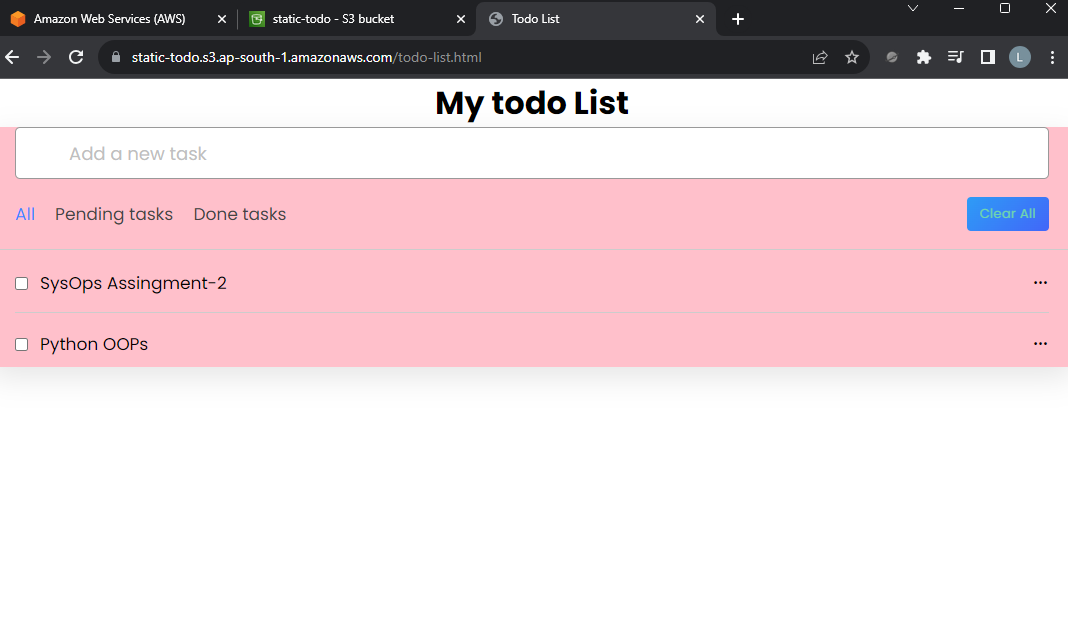 Amazon Web Services (AWS)
static-todo - S3 bucket
Todo List
static-todo.s3.ap-south-1.amazonaws.com/todo-list.html
L
My todo List
Add a new task
All Pending tasks Done tasks Clear All
SysOps Assingment-2
Python OOPs